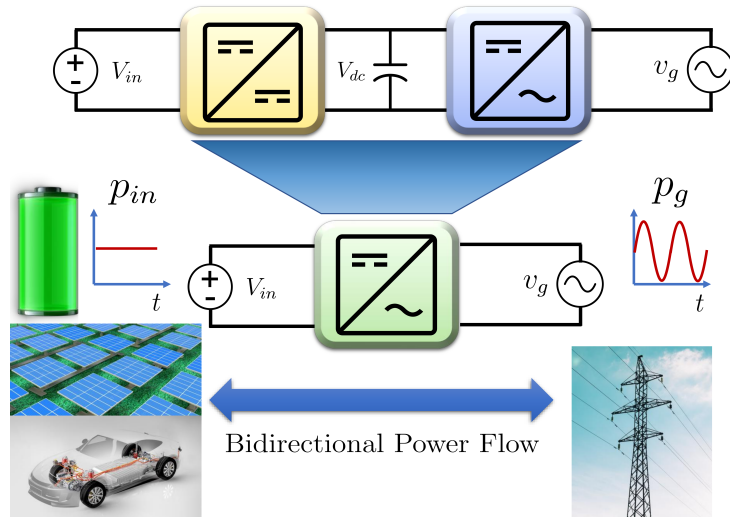 +
-
V_in
V_dc
v_g
p_in
t
+
-
V_in
v_g
p_g
t
Bidirectional Power Flow